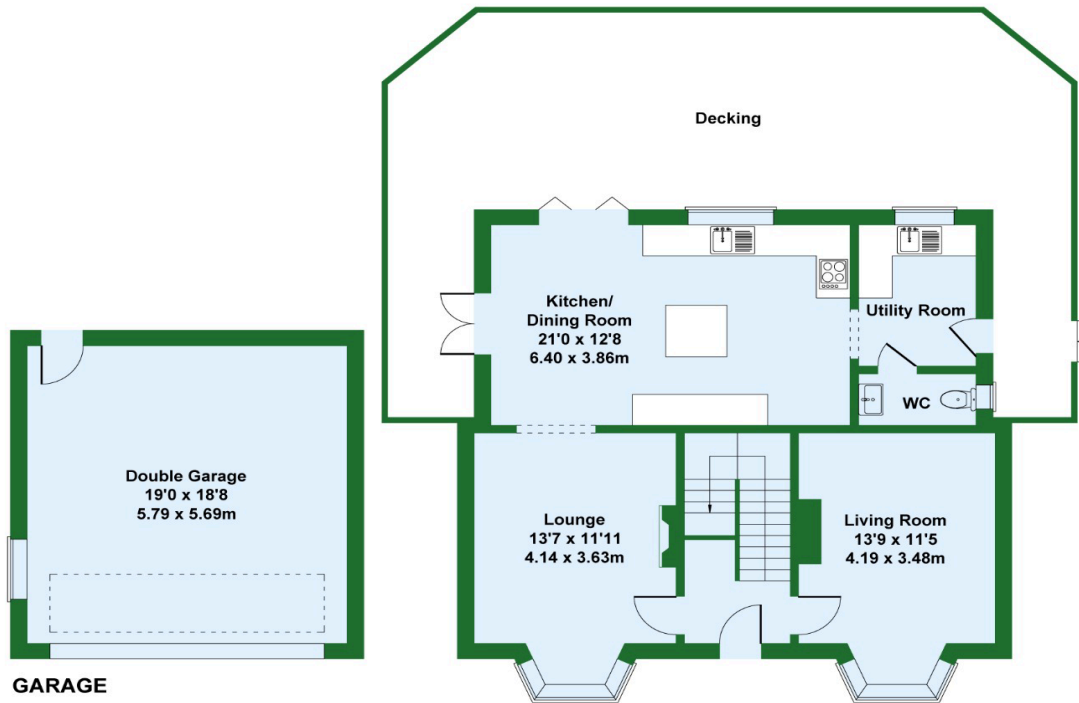 Decking
Kitchen/
Dining Room
21'0 x 12'8
6.40 x 3.86m
Utility Room
WC
Double Garage
19'0 x 18'8
5.79 x 5.69m
Lounge
13'7 x 11'11
4.14 x 3.63m
Living Room
13'9 x 11'5
4.19 x 3.48m
GARAGE